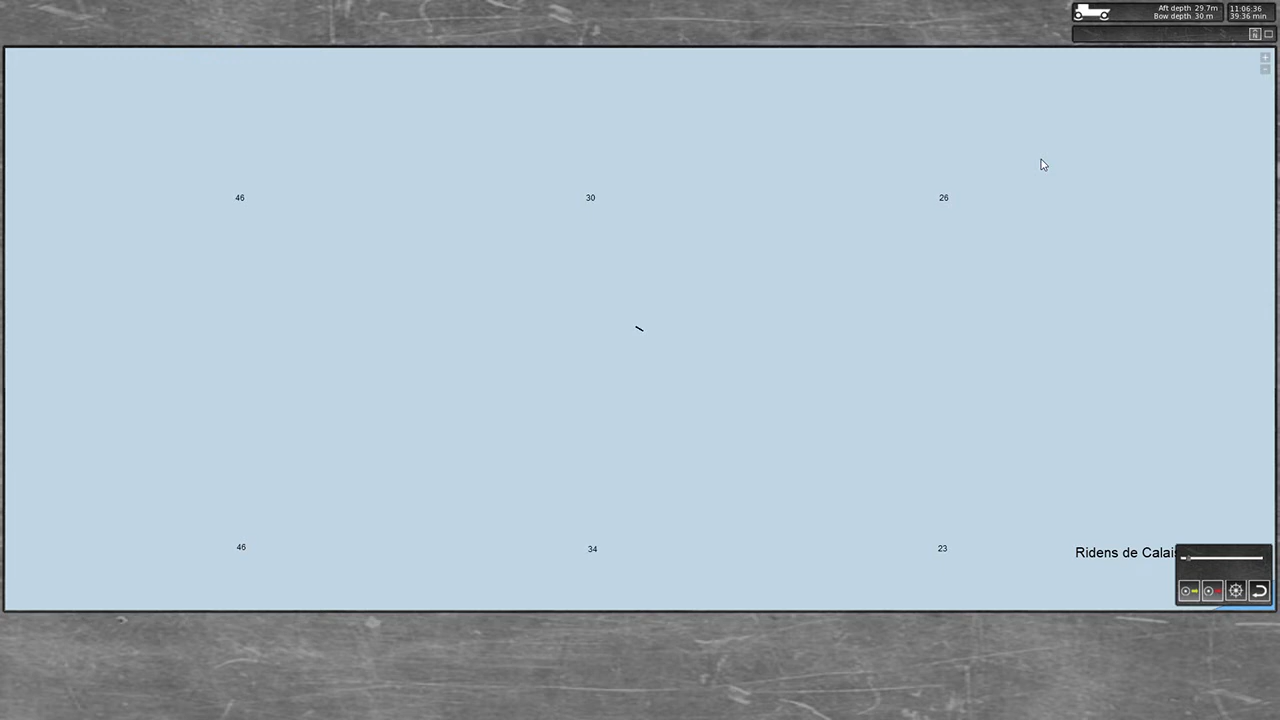 Aft depth 29.7m
Bow depth 30 m
11:06:36
39:36 min
N
46
30
26
46
34
23
Ridens de Calais